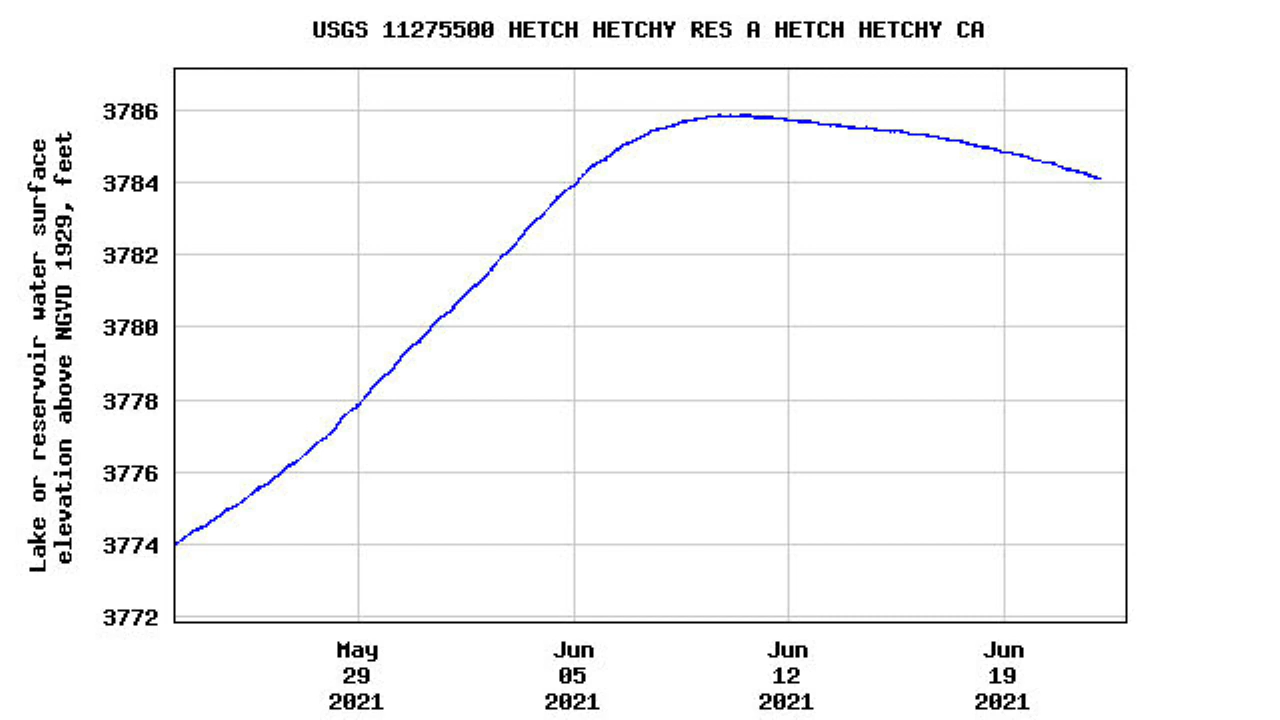 USGS 11275500 HETCH HETCHY RES A HETCH HETCHY CA
Lake or reservoir water surface
elevation above NGVD 1929, feet
3786
3784
3782
3780
3778
3776
3774
3772
May
29
2021
Jun
05
2021
Jun
12
2021
Jun
19
2021